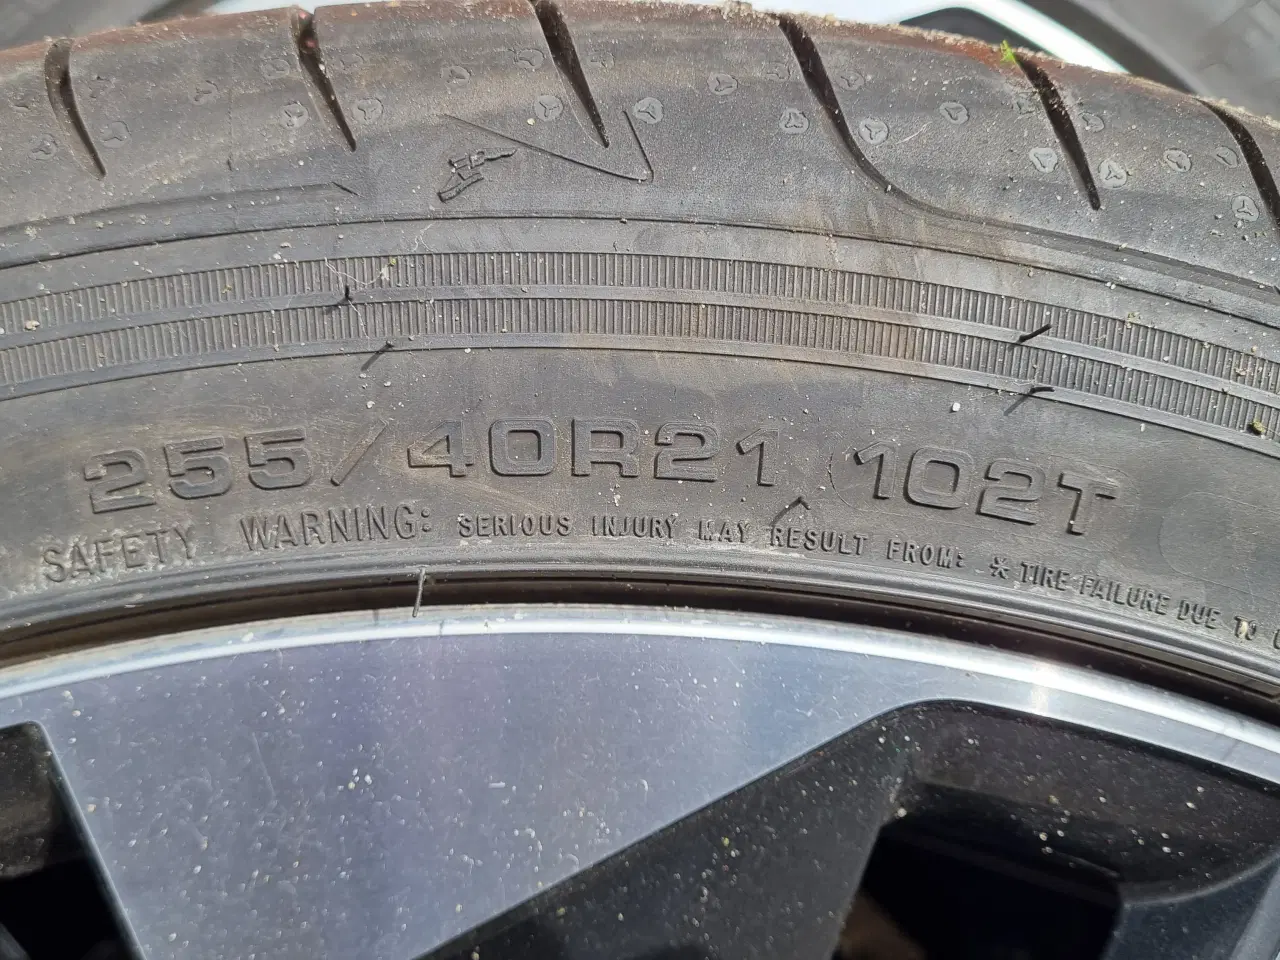 255/40R21 102T
SAFETY WARNING: SERIOUS INJURY MAY RESULT FROM: * TIRE FAILURE DUE TO